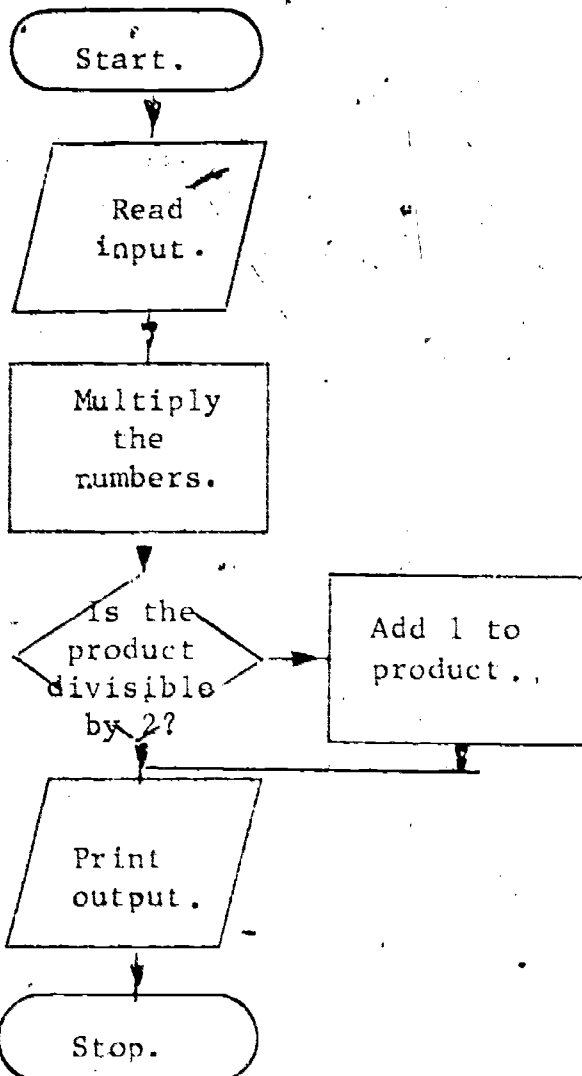 Start.
Read
input.
Multiply
the
numbers.
Is the
product
divisible
by 2?
Add 1 to
product.
Print
output.
Stop.